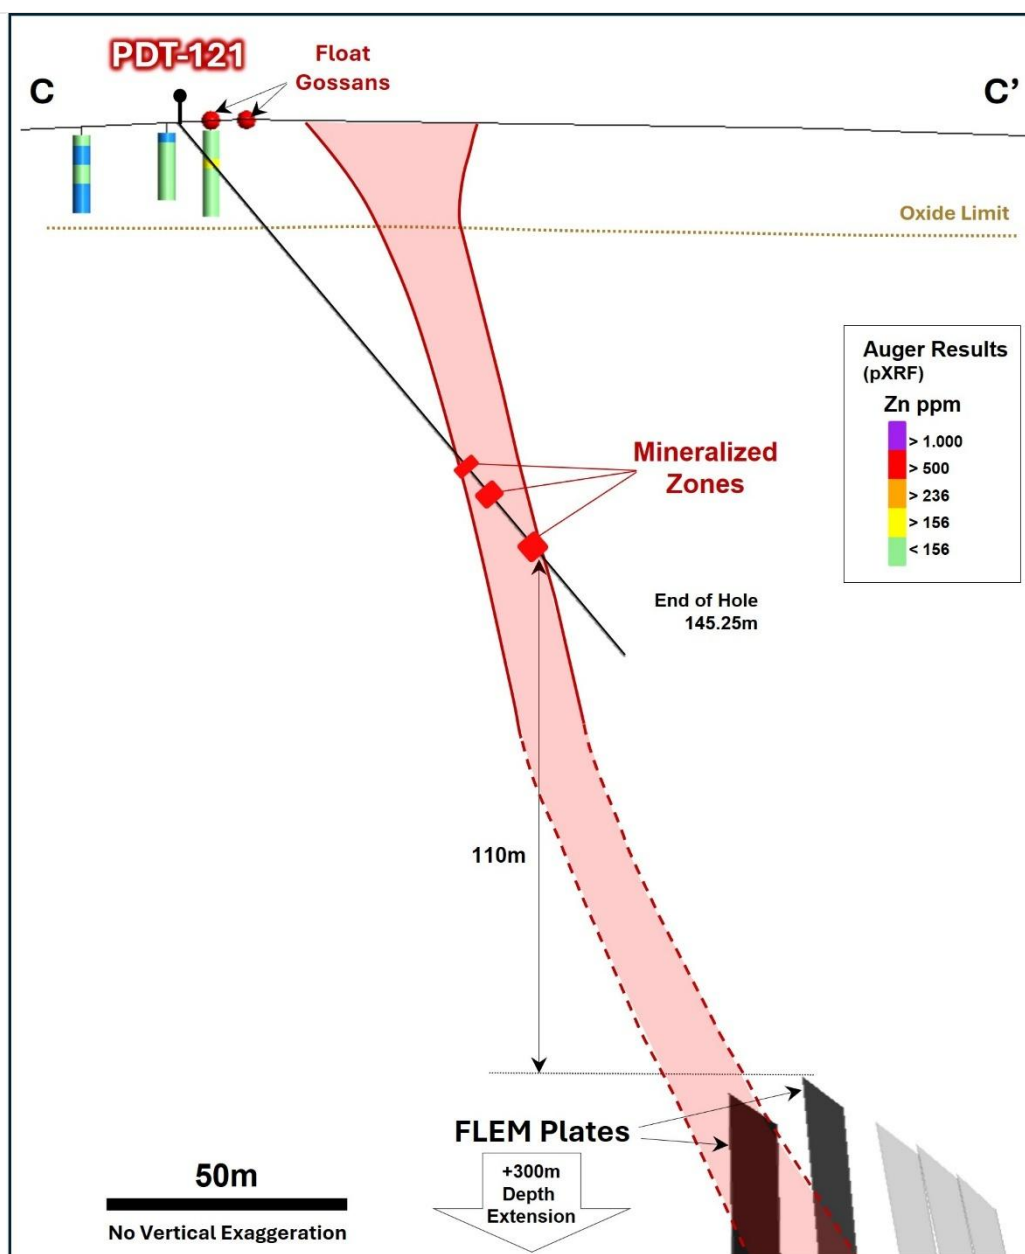 PDT-121
Float
Gossans
C
C’
Oxide Limit
Auger Results
(pXRF)
Zn ppm
> 1.000
> 500
> 236
> 156
< 156
Mineralized
Zones
End of Hole
145.25m
110m
FLEM Plates
+300m
Depth
Extension
50m
No Vertical Exaggeration